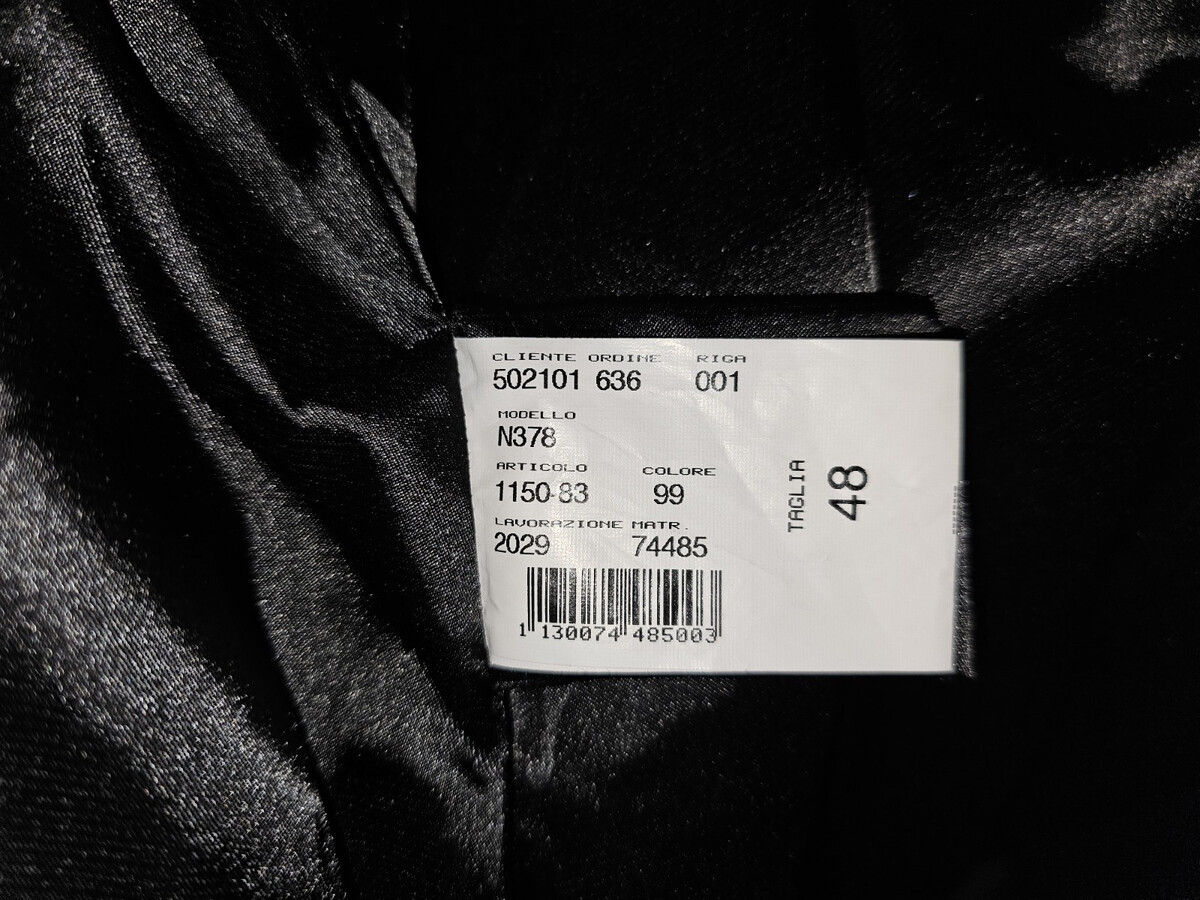 CLIENTE ORDINE RIGA
502101 636 001
MODELLO
N378
ARTICOLO COLORE
1150-83 99
LAVORAZIONE MATR.
2029 74485
1 130074 485003
TAGLIA
48